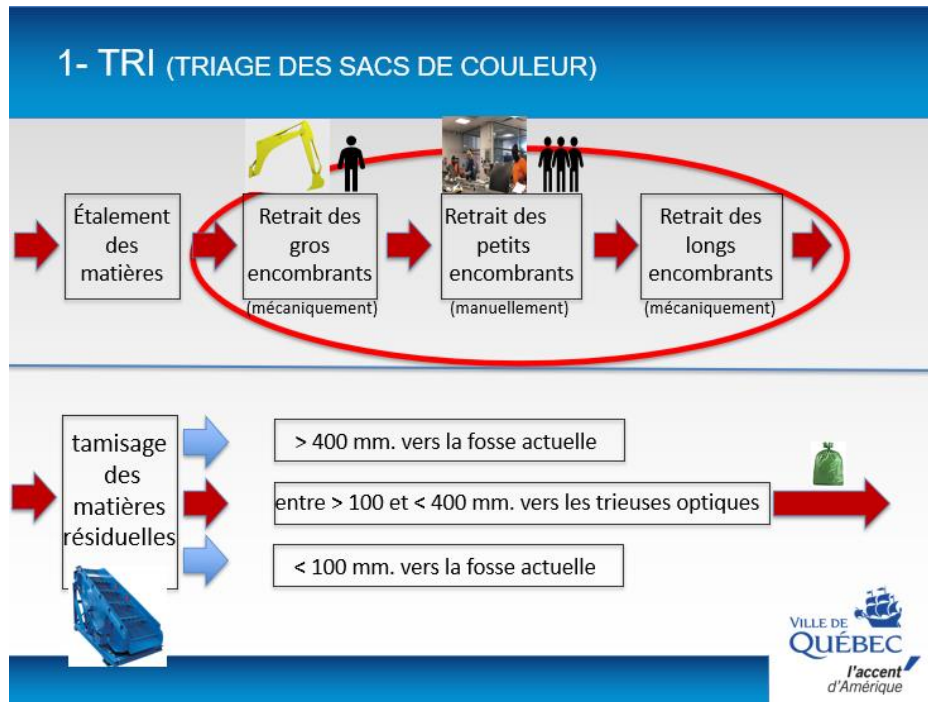 1- TRI (TRIAGE DES SACS DE COULEUR)
Étalement
des
matières
Retrait des
gros
encombrants
(mécaniquement)
Retrait des
petits
encombrants
(manuellement)
Retrait des
longs
encombrants
(mécaniquement)
tamisage
des
matières
résiduelles
> 400 mm. vers la fosse actuelle
entre > 100 et < 400 mm. vers les trieuses optiques
< 100 mm. vers la fosse actuelle
VILLE DE
QUÉBEC
l'accent
d'Amérique